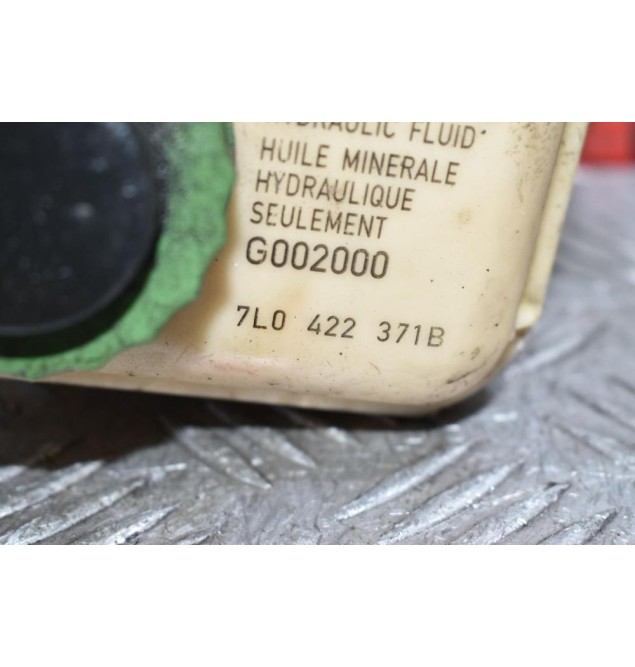 HYDRAULIC FLUID
HUILE MINERALE
HYDRAULIQUE
SEULEMENT
G002000
7L0 422 371B